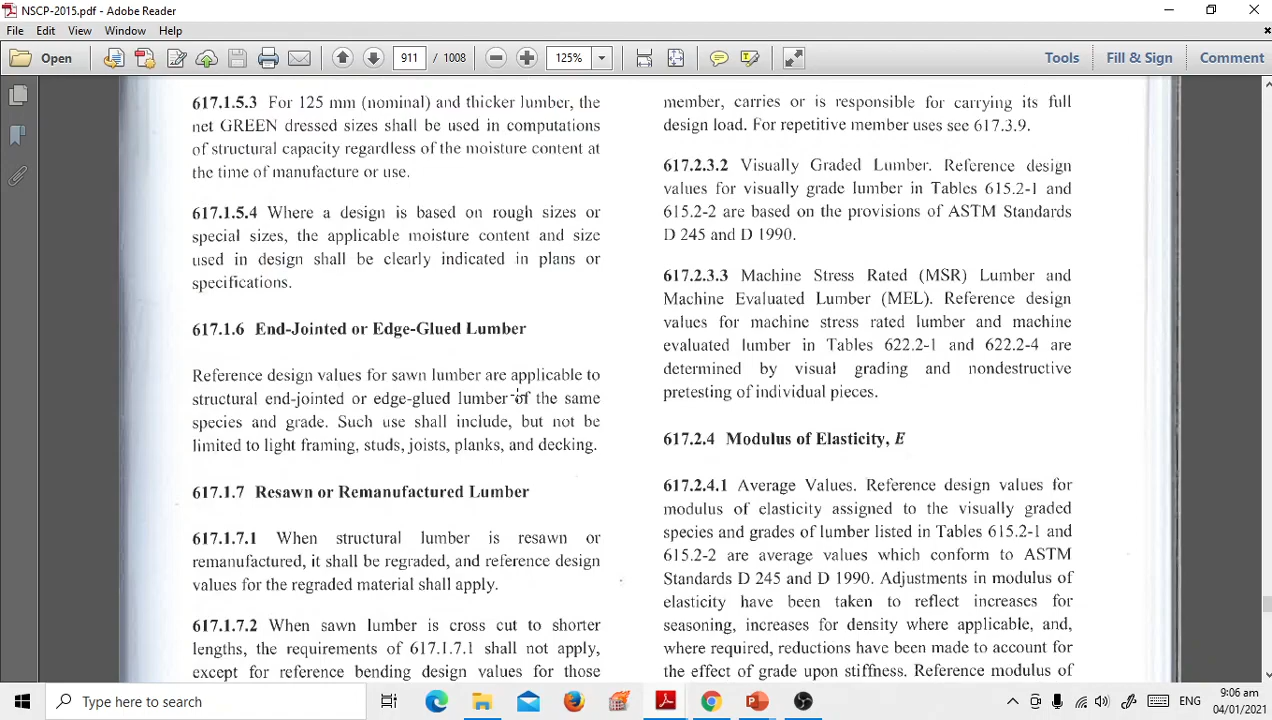 NSCP-2015.pdf - Adobe Reader
File Edit View Window Help
Open 911 / 1008 125% Tools Fill & Sign Comment
617.1.5.3 For 125 mm (nominal) and thicker lumber, the
net GREEN dressed sizes shall be used in computations
of structural capacity regardless of the moisture content at
the time of manufacture or use.
617.1.5.4 Where a design is based on rough sizes or
special sizes, the applicable moisture content and size
used in design shall be clearly indicated in plans or
specifications.
617.1.6 End-Jointed or Edge-Glued Lumber
Reference design values for sawn lumber are applicable to
structural end-jointed or edge-glued lumber of the same
species and grade. Such use shall include, but not be
limited to light framing, studs, joists, planks, and decking.
617.1.7 Resawn or Remanufactured Lumber
617.1.7.1 When structural lumber is resawn or
remanufactured, it shall be regraded, and reference design
values for the regraded material shall apply.
617.1.7.2 When sawn lumber is cross cut to shorter
lengths, the requirements of 617.1.7.1 shall not apply,
except for reference bending design values for those
member, carries or is responsible for carrying its full
design load. For repetitive member uses see 617.3.9.
617.2.3.2 Visually Graded Lumber. Reference design
values for visually grade lumber in Tables 615.2-1 and
615.2-2 are based on the provisions of ASTM Standards
D 245 and D 1990.
617.2.3.3 Machine Stress Rated (MSR) Lumber and
Machine Evaluated Lumber (MEL). Reference design
values for machine stress rated lumber and machine
evaluated lumber in Tables 622.2-1 and 622.2-4 are
determined by visual grading and nondestructive
pretesting of individual pieces.
617.2.4 Modulus of Elasticity, E
617.2.4.1 Average Values. Reference design values for
modulus of elasticity assigned to the visually graded
species and grades of lumber listed in Tables 615.2-1 and
615.2-2 are average values which conform to ASTM
Standards D 245 and D 1990. Adjustments in modulus of
elasticity have been taken to reflect increases for
seasoning, increases for density where applicable, and,
where required, reductions have been made to account for
the effect of grade upon stiffness. Reference modulus of
Type here to search
ENG
9:06 am
04/01/2021